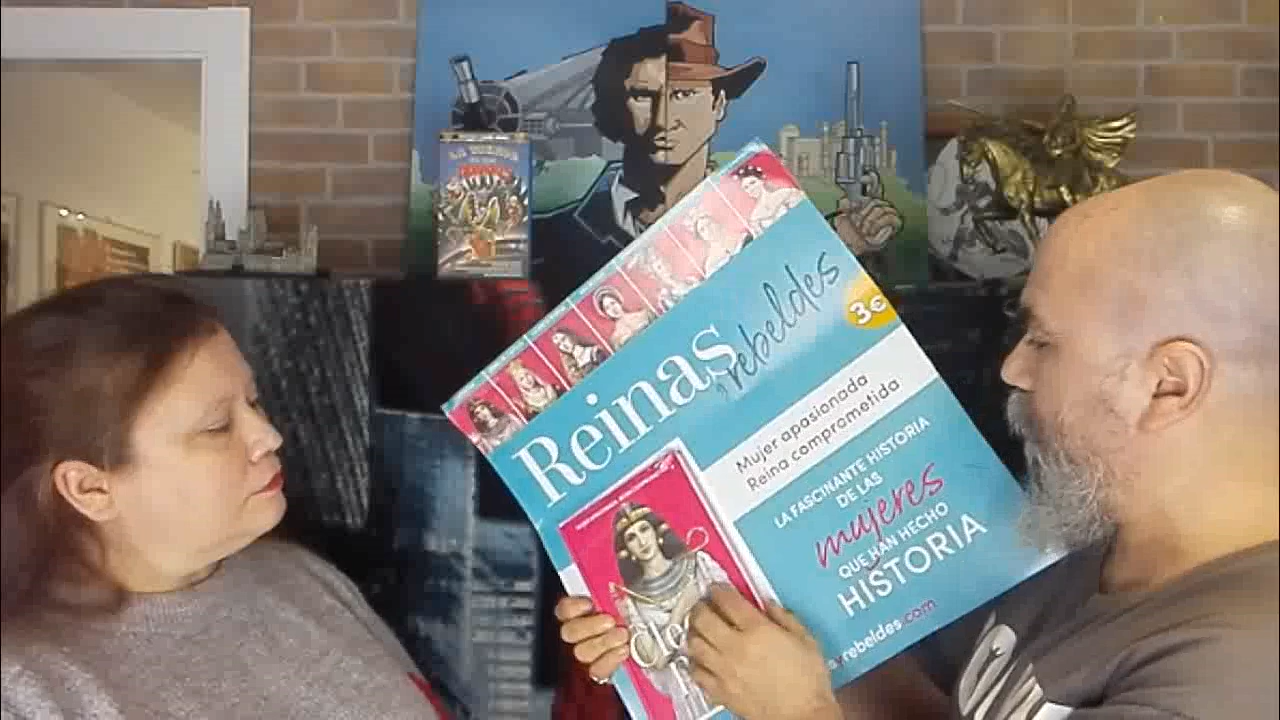 Reinas
rebeldes
3€
Mujer apasionada
Reina comprometida
LA FASCINANTE HISTORIA
DE LAS
mujeres
QUE HAN HECHO
HISTORIA
rebeldes.com